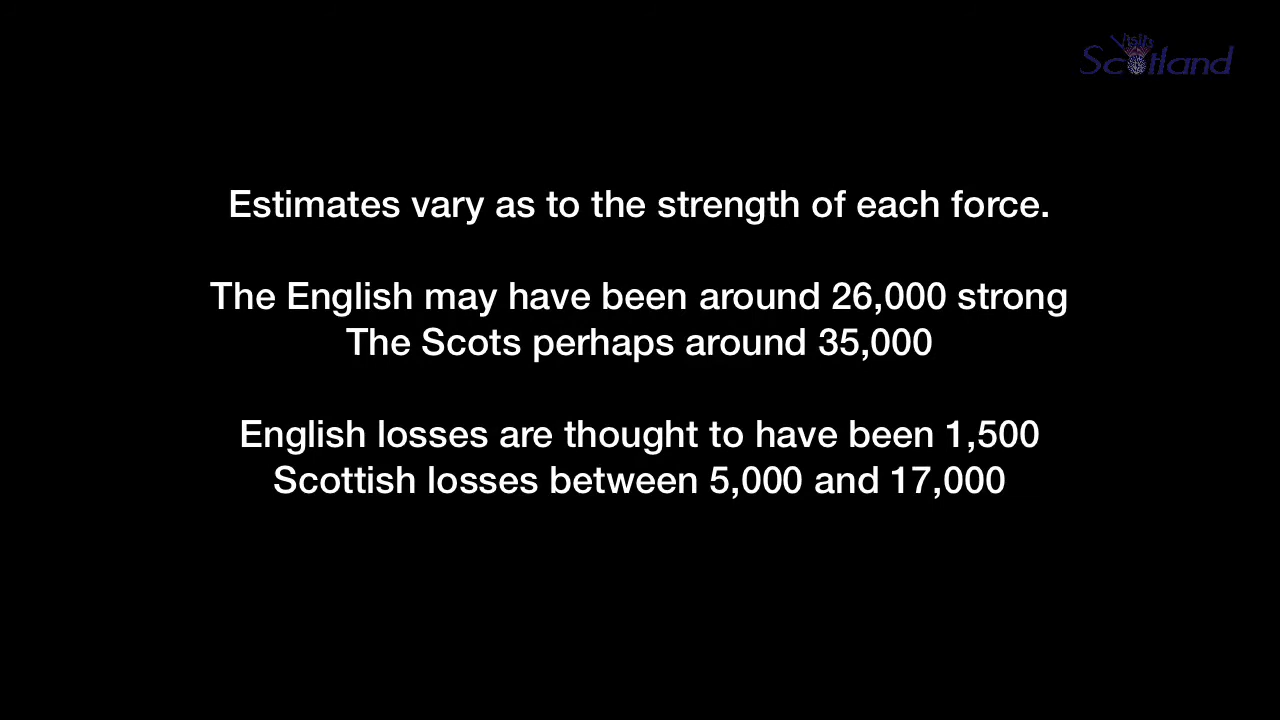 Visits
Scotland
Estimates vary as to the strength of each force.
The English may have been around 26,000 strong
The Scots perhaps around 35,000
English losses are thought to have been 1,500
Scottish losses between 5,000 and 17,000